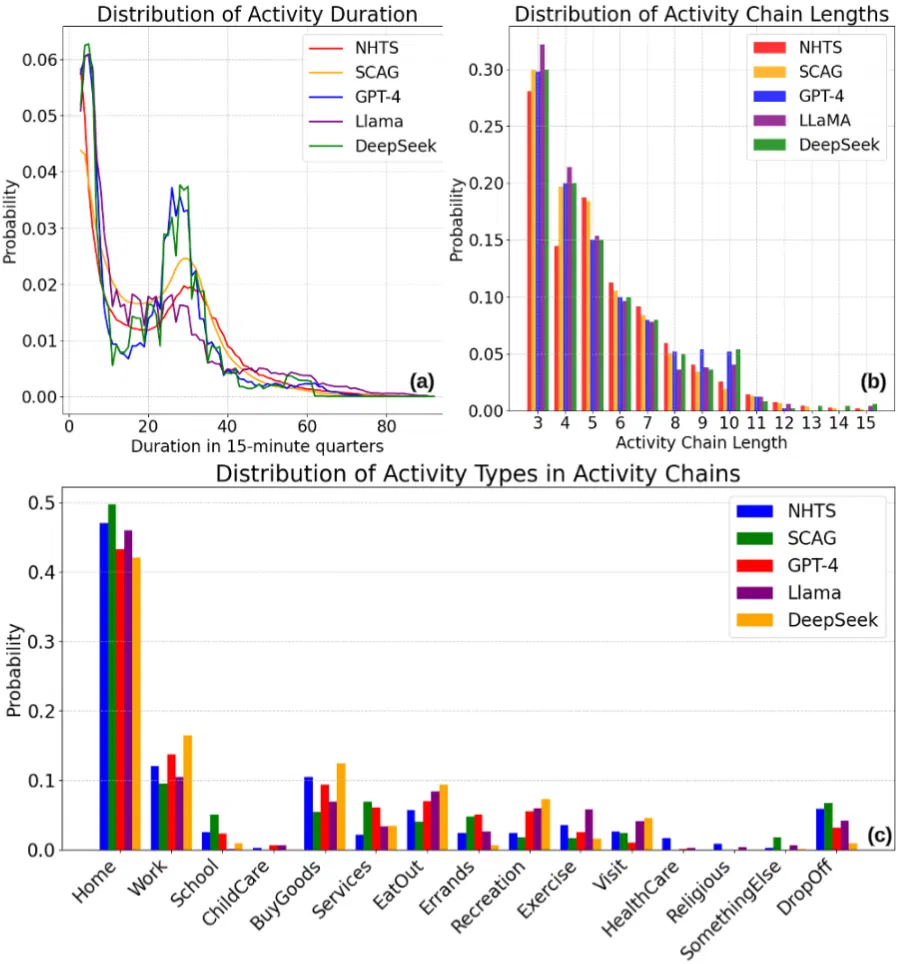 Distribution of Activity Duration
Probability
0.06
0.05
0.04
0.03
0.02
0.01
0.00
0 20 40 60 80
Duration in 15-minute quarters
NHTS
SCAG
GPT-4
Llama
DeepSeek
(a)
Distribution of Activity Chain Lengths
Probability
0.30
0.25
0.20
0.15
0.10
0.05
0.00
3 4 5 6 7 8 9 10 11 12 13 14 15
Activity Chain Length
NHTS
SCAG
GPT-4
LLaMA
DeepSeek
(b)
Distribution of Activity Types in Activity Chains
Probability
0.5
0.4
0.3
0.2
0.1
0.0
NHTS
SCAG
GPT-4
Llama
DeepSeek
(c)
Home
Work
School
ChildCare
BuyGoods
Services
EatOut
Errands
Recreation
Exercise
Visit
HealthCare
Religious
SomethingElse
DropOff